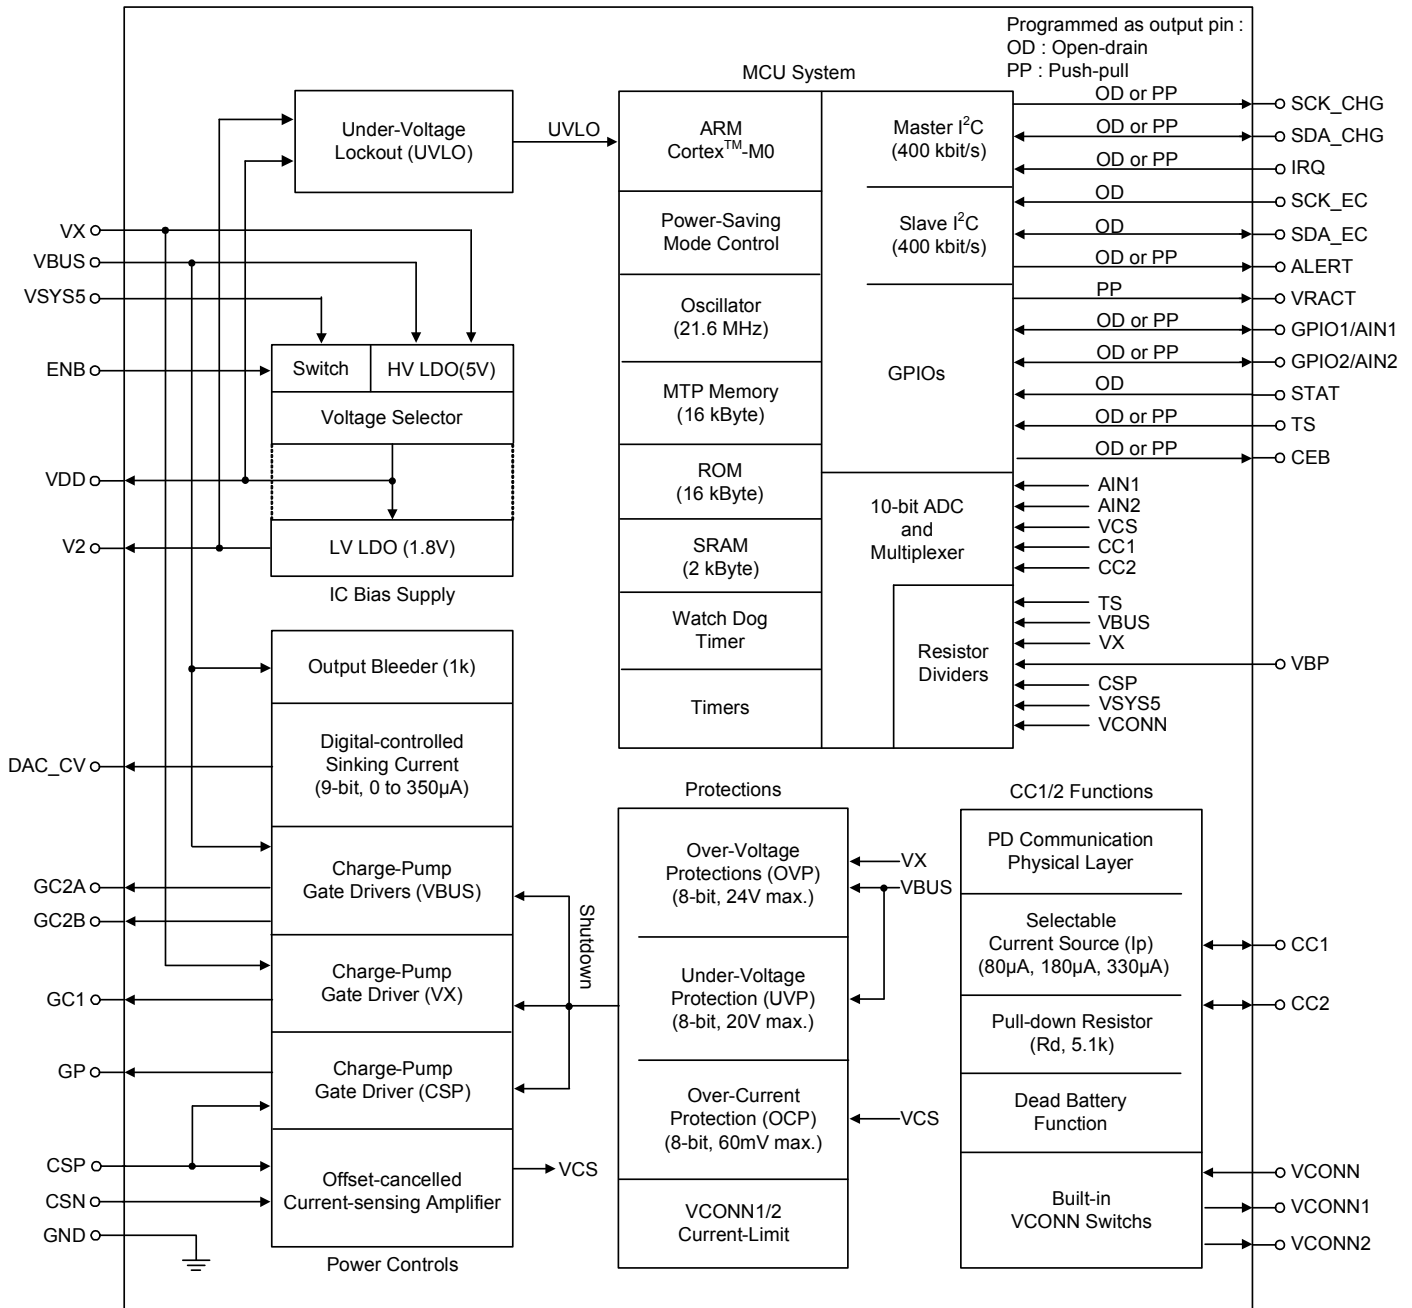 Programmed as output pin :
OD : Open-drain
PP : Push-pull
MCU System
Under-Voltage
Lockout (UVLO)
UVLO
VX
VBUS
VSYS5
ENB
VDD
V2
Switch
HV LDO(5V)
Voltage Selector
LV LDO (1.8V)
IC Bias Supply
ARM
Cortex™-M0
Power-Saving
Mode Control
Oscillator
(21.6 MHz)
MTP Memory
(16 kByte)
ROM
(16 kByte)
SRAM
(2 kByte)
Watch Dog
Timer
Timers
Master I²C
(400 kbit/s)
Slave I²C
(400 kbit/s)
GPIOs
10-bit ADC
and
Multiplexer
Resistor
Dividers
OD or PP
SCK_CHG
OD or PP
SDA_CHG
OD or PP
IRQ
OD
SCK_EC
OD
SDA_EC
OD or PP
ALERT
PP
VRACT
OD or PP
GPIO1/AIN1
OD or PP
GPIO2/AIN2
OD
STAT
OD or PP
TS
OD or PP
CEB
AIN1
AIN2
VCS
CC1
CC2
TS
VBUS
VX
VBP
CSP
VSYS5
VCONN
Output Bleeder (1k)
Digital-controlled
Sinking Current
(9-bit, 0 to 350µA)
Charge-Pump
Gate Drivers (VBUS)
Charge-Pump
Gate Driver (VX)
Charge-Pump
Gate Driver (CSP)
Offset-cancelled
Current-sensing Amplifier
Power Controls
DAC_CV
GC2A
GC2B
GC1
GP
CSP
CSN
GND
VCS
Shutdown
Protections
Over-Voltage
Protections (OVP)
(8-bit, 24V max.)
Under-Voltage
Protection (UVP)
(8-bit, 20V max.)
Over-Current
Protection (OCP)
(8-bit, 60mV max.)
VCONN1/2
Current-Limit
VX
VBUS
VCS
CC1/2 Functions
PD Communication
Physical Layer
Selectable
Current Source (Ip)
(80µA, 180µA, 330µA)
Pull-down Resistor
(Rd, 5.1k)
Dead Battery
Function
Built-in
VCONN Switchs
CC1
CC2
VCONN
VCONN1
VCONN2